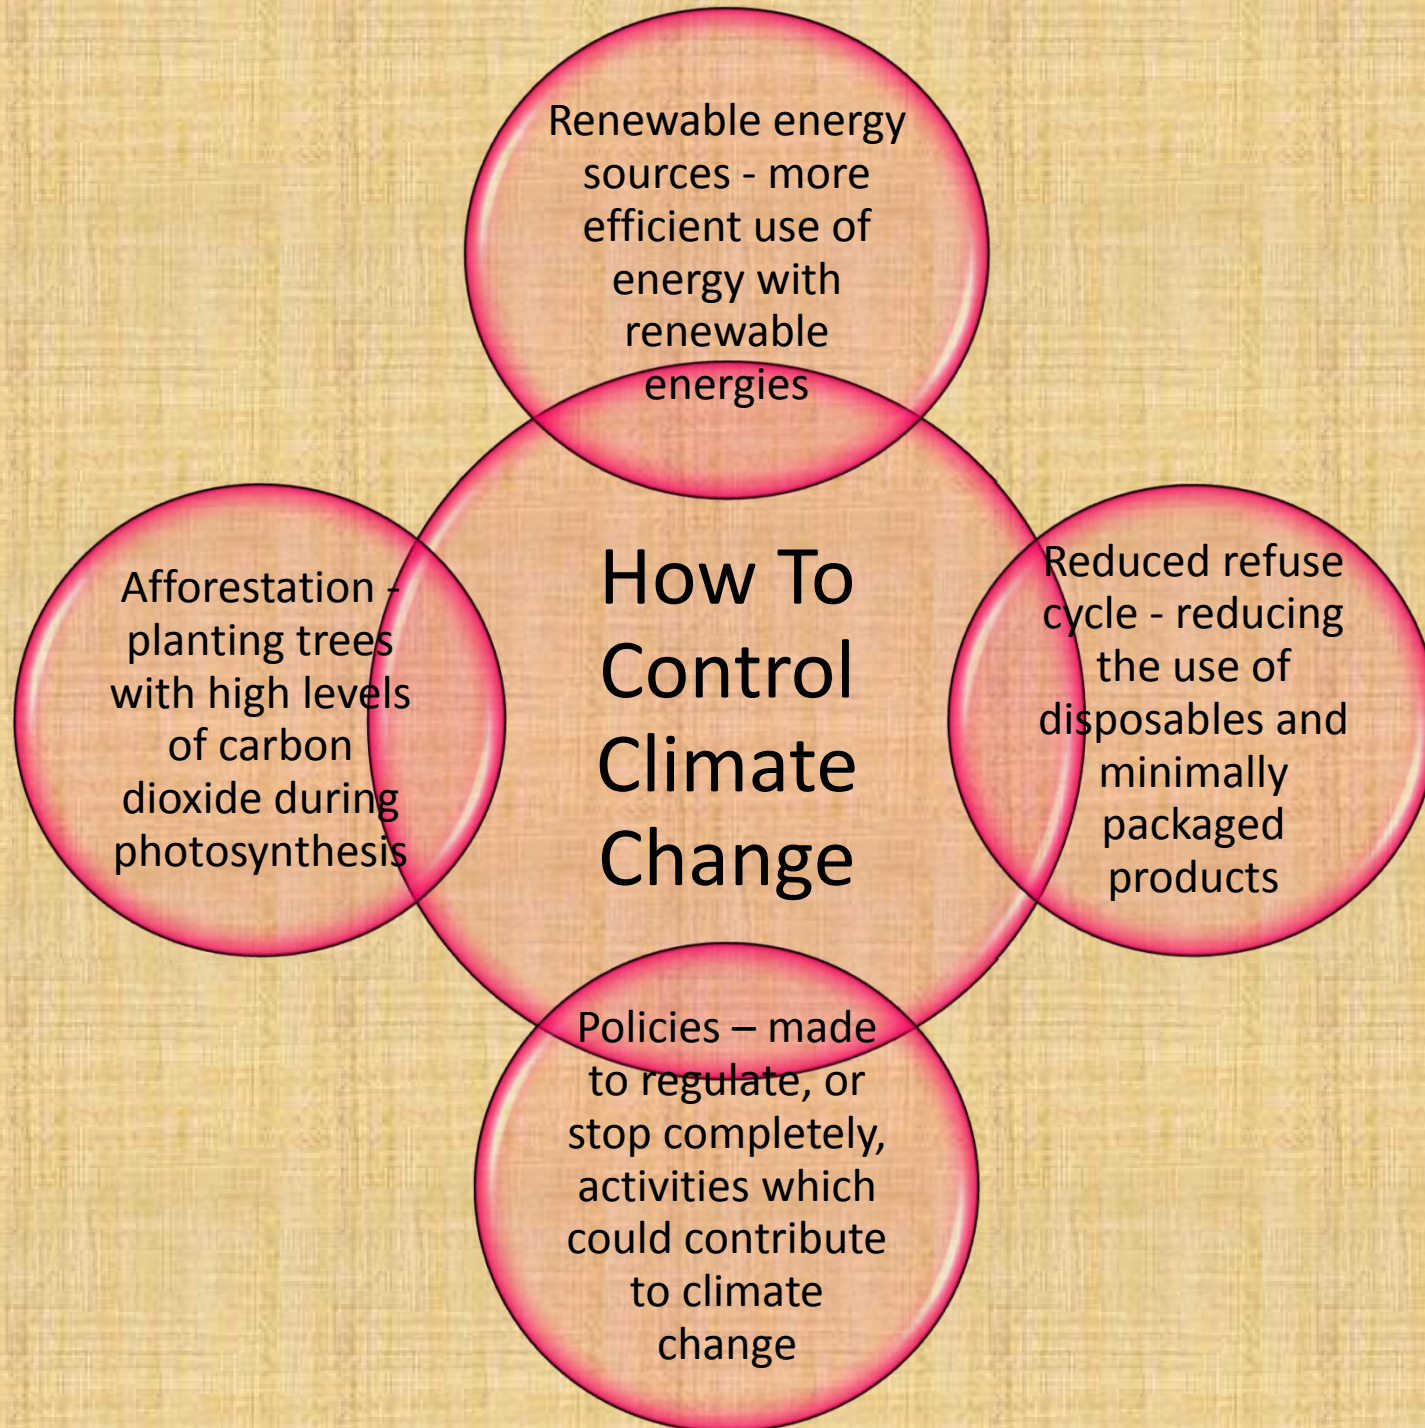 Renewable energy
sources - more
efficient use of
energy with
renewable
energies
How To
Control
Climate
Change
Reduced refuse
cycle - reducing
the use of
disposables and
minimally
packaged
products
Policies – made
to regulate, or
stop completely,
activities which
could contribute
to climate
change
Afforestation -
planting trees
with high levels
of carbon
dioxide during
photosynthesis